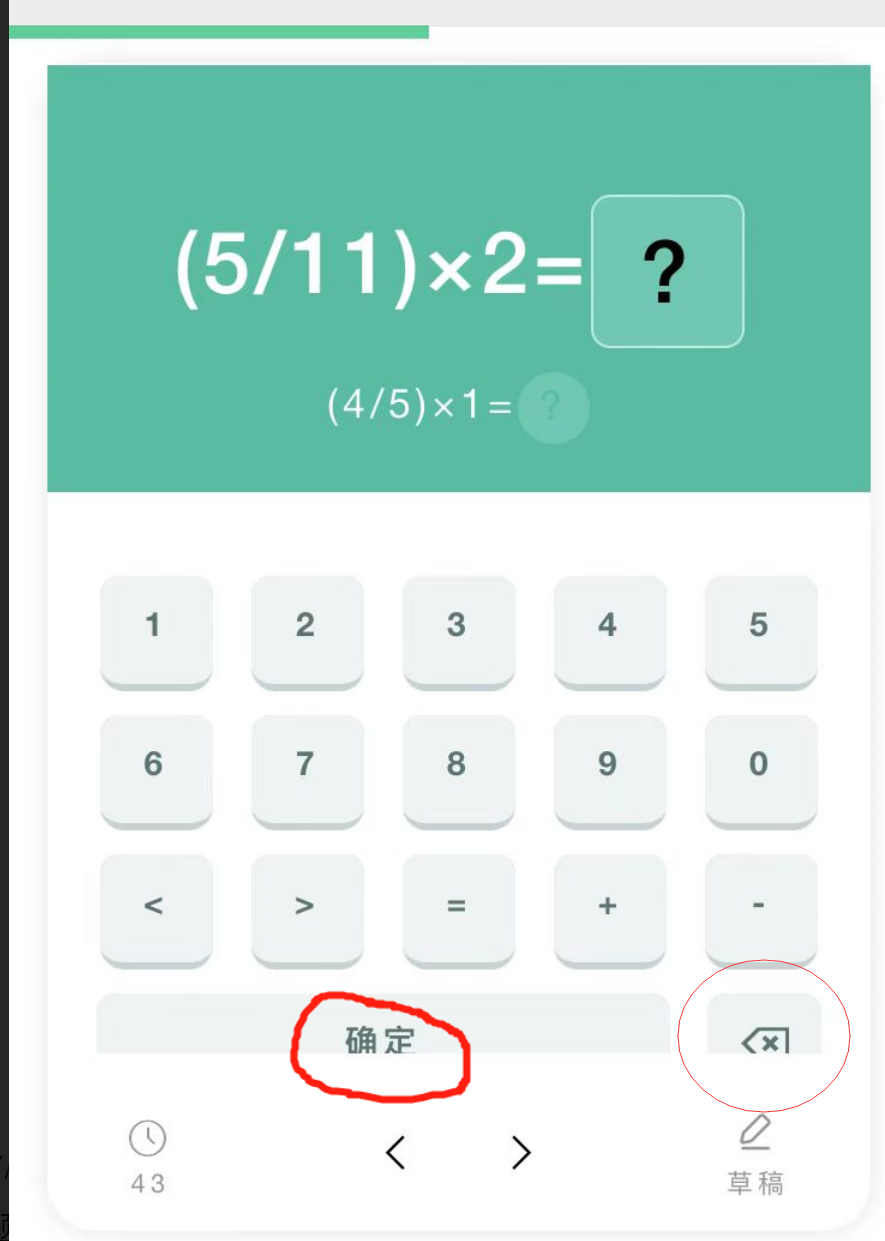 (5/11)×2=?
(4/5)×1=?
1 2 3 4 5
6 7 8 9 0
< > = + -
确定
43 < > 草稿